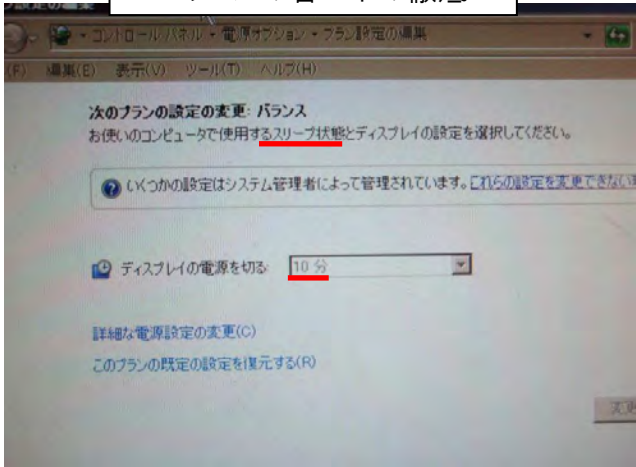 設定の編集
コントロール パネル ・ 電源オプション ・ プラン設定の編集
(F) 編集(E) 表示(V) ツール(T) ヘルプ(H)
次のプランの設定の変更: バランス
お使いのコンピュータで使用するスリープ状態とディスプレイの設定を選択してください。
いくつかの設定はシステム管理者によって管理されています。これらの設定を変更できない
ディスプレイの電源を切る: 10 分
詳細な電源設定の変更(C)
このプランの既定の設定を復元する(R)
変更